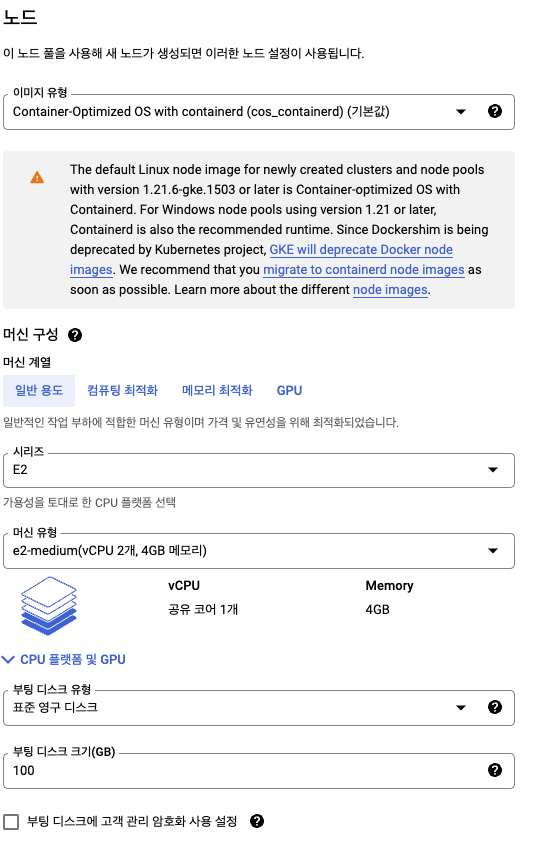 노드
이 노드 풀을 사용해 새 노드가 생성되면 이러한 노드 설정이 사용됩니다.
이미지 유형
Container-Optimized OS with containerd (cos_containerd) (기본값)
The default Linux node image for newly created clusters and node pools
with version 1.21.6-gke.1503 or later is Container-optimized OS with
Containerd. For Windows node pools using version 1.21 or later,
Containerd is also the recommended runtime. Since Dockershim is being
deprecated by Kubernetes project, GKE will deprecate Docker node
images. We recommend that you migrate to containerd node images as
soon as possible. Learn more about the different node images.
머신 구성
머신 계열
일반 용도 컴퓨팅 최적화 메모리 최적화 GPU
일반적인 작업 부하에 적합한 머신 유형이며 가격 및 유연성을 위해 최적화되었습니다.
시리즈
E2
가용성을 토대로 한 CPU 플랫폼 선택
머신 유형
e2-medium(vCPU 2개, 4GB 메모리)
vCPU Memory
공유 코어 1개 4GB
CPU 플랫폼 및 GPU
부팅 디스크 유형
표준 영구 디스크
부팅 디스크 크기(GB)
100
부팅 디스크에 고객 관리 암호화 사용 설정